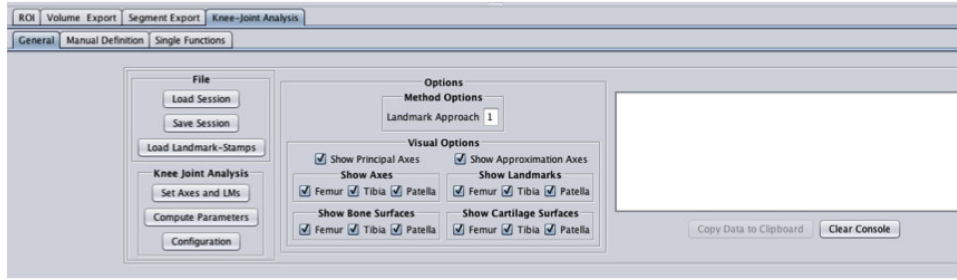 ROI Volume Export Segment Export Knee-Joint Analysis
General Manual Definition Single Functions
File
Load Session
Save Session
Load Landmark-Stamps
Knee Joint Analysis
Set Axes and LMs
Compute Parameters
Configuration
Options
Method Options
Landmark Approach 1
Visual Options
Show Principal Axes Show Approximation Axes
Show Axes Show Landmarks
Femur Tibia Patella Femur Tibia Patella
Show Bone Surfaces Show Cartilage Surfaces
Femur Tibia Patella Femur Tibia Patella
Copy Data to Clipboard Clear Console